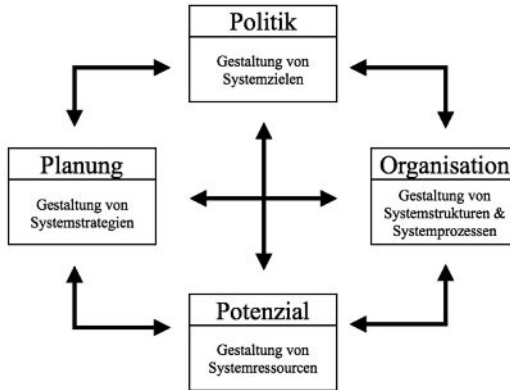 Politik
Gestaltung von
Systemzielen
Planung
Gestaltung von
Systemstrategien
Organisation
Gestaltung von
Systemstrukturen &
Systemprozessen
Potenzial
Gestaltung von
Systemressourcen